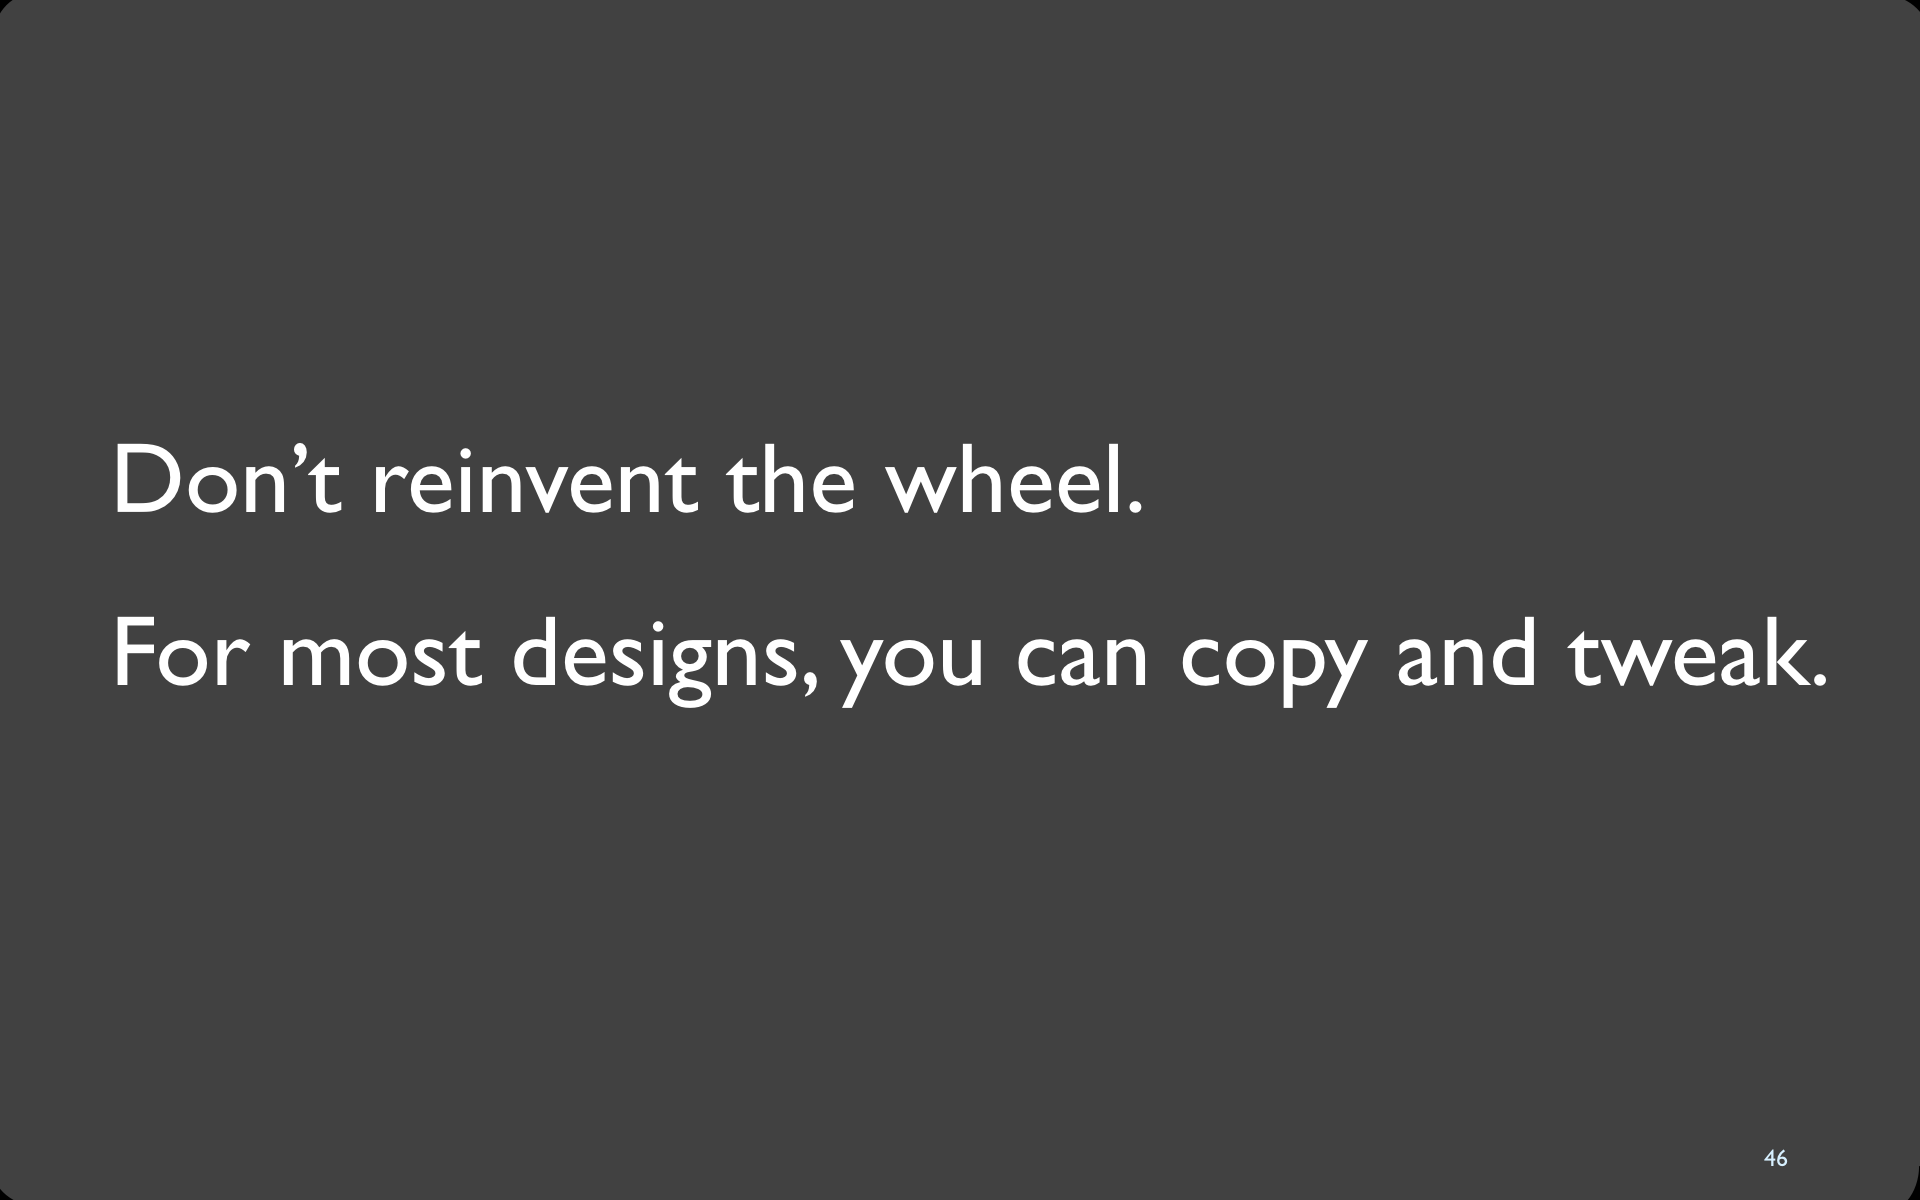 Don’t reinvent the wheel.
For most designs, you can copy and tweak.
46